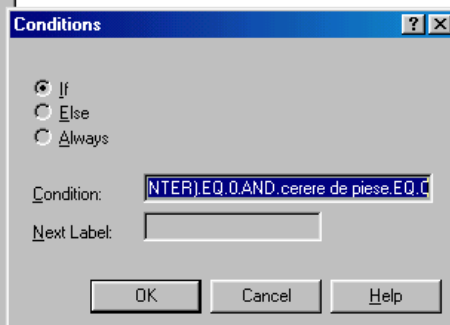 Conditions
If
Else
Always
Condition: NTER).EQ.0.AND.cerere de piese.EQ.
Next Label:
OK Cancel Help